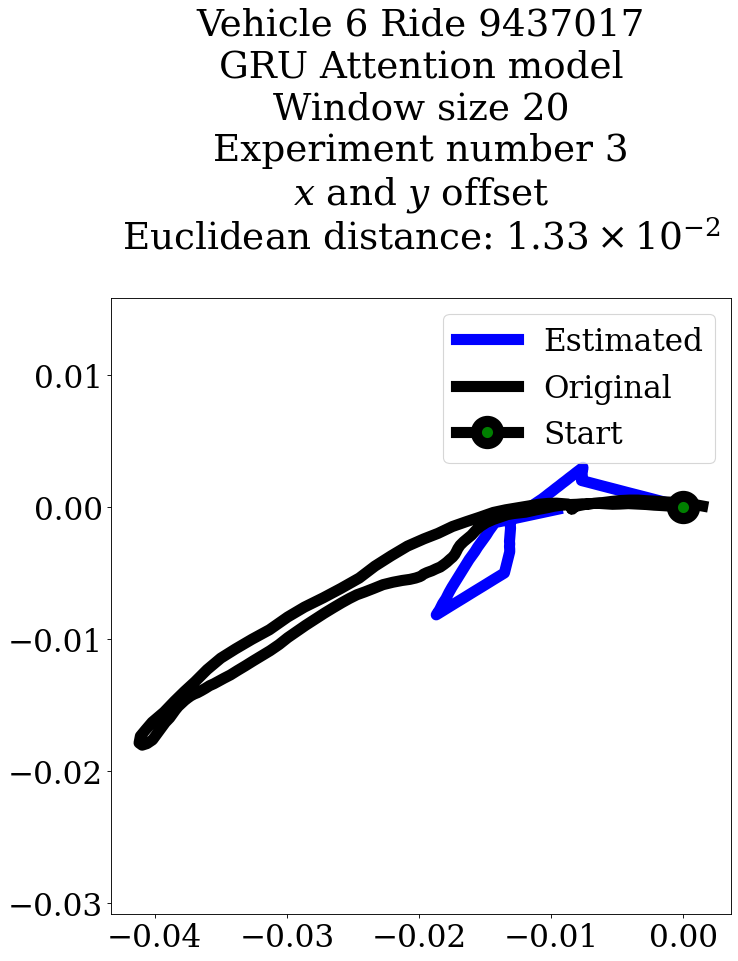 Vehicle 6 Ride 9437017
GRU Attention model
Window size 20
Experiment number 3
x and y offset
Euclidean distance: 1.33 × 10⁻²
Estimated
Original
Start
0.01
0.00
−0.01
−0.02
−0.03
−0.04 −0.03 −0.02 −0.01 0.00